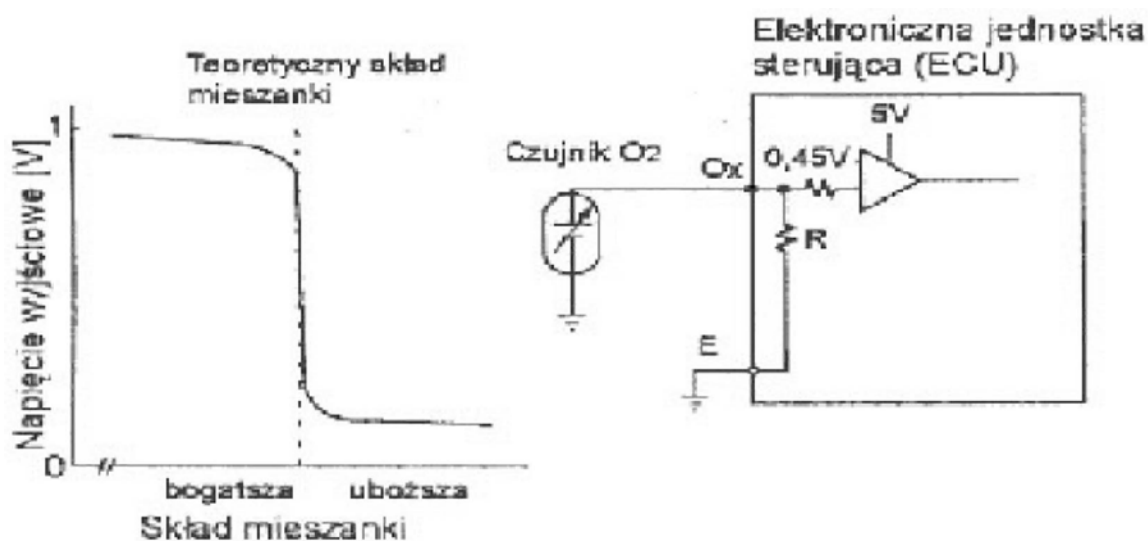 Teoretyczny skład
mieszanki
Napięcie wyjściowe [V]
1
0
bogatsza
uboższa
Skład mieszanki
Elektroniczna jednostka
sterująca (ECU)
Czujnik O2
Ox
0,45V
5V
R
E